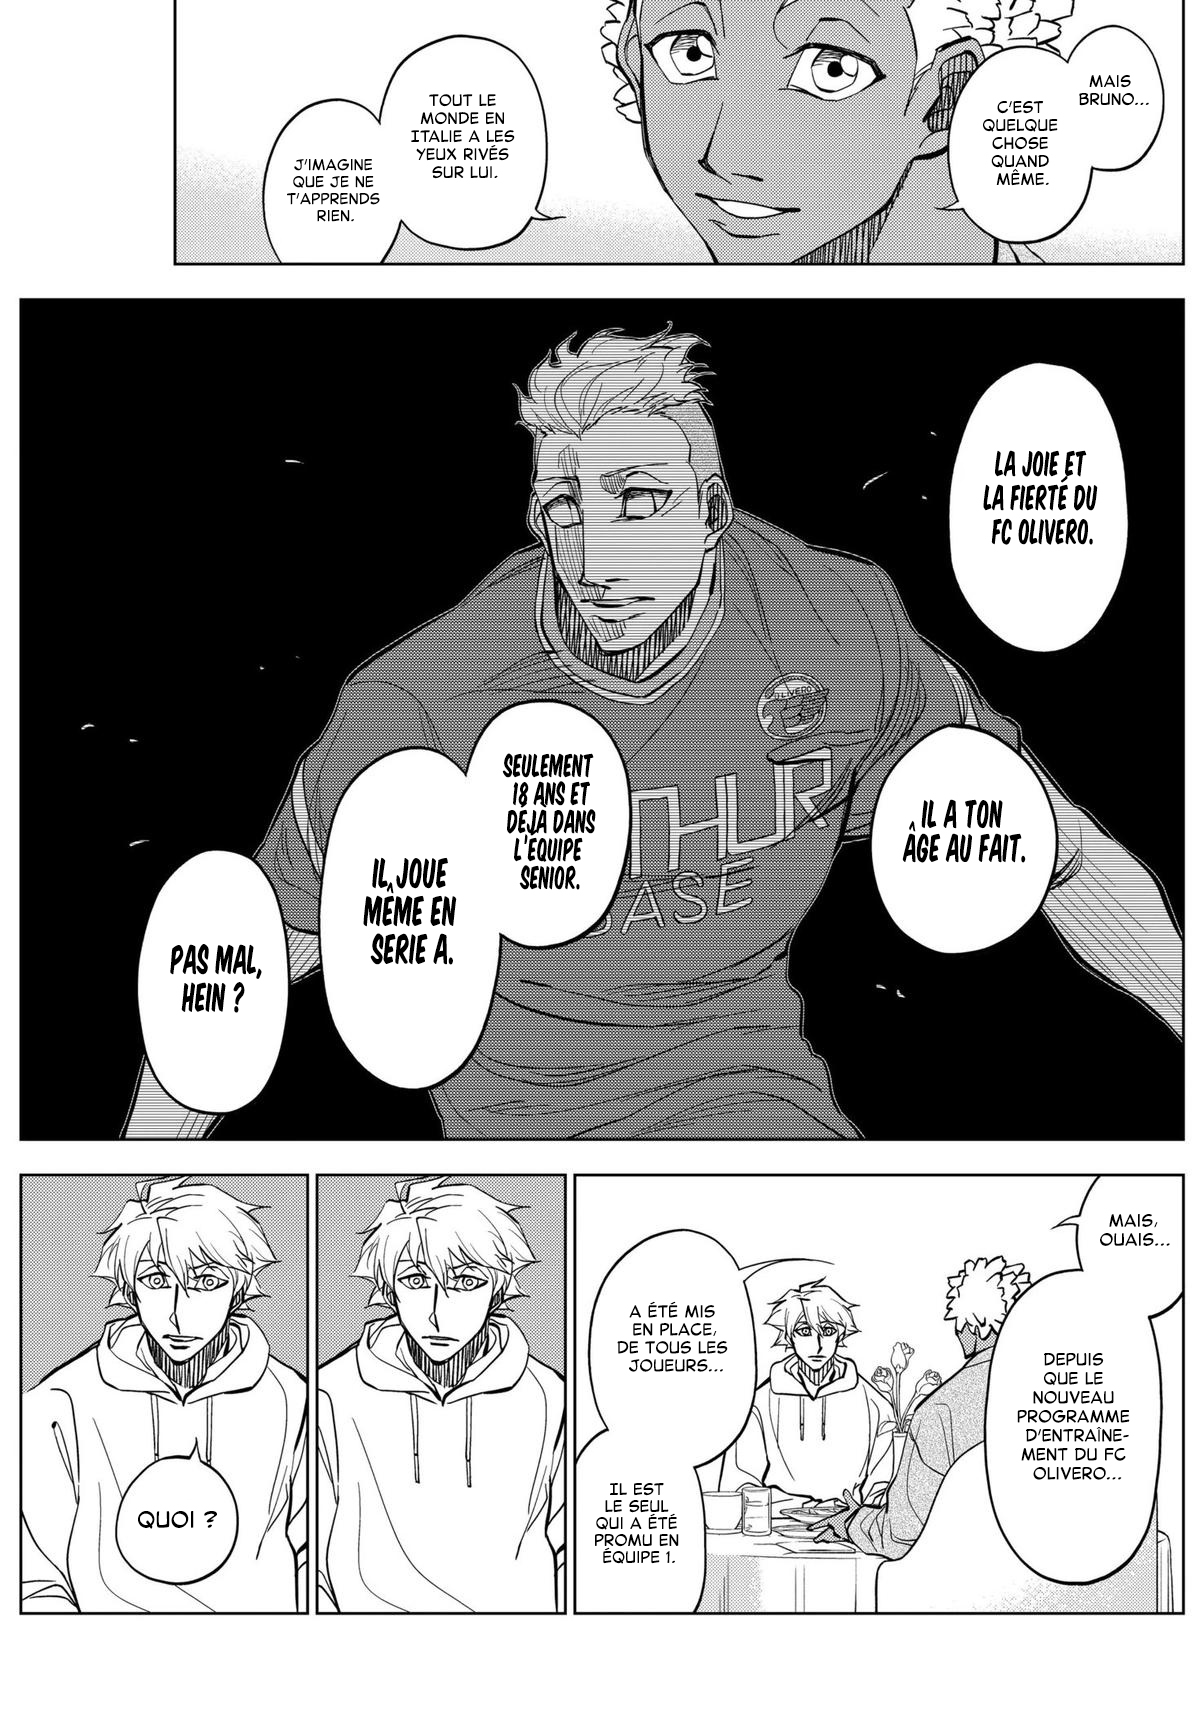 MAIS
BRUNO...
C'EST
QUELQUE
CHOSE
QUAND
MÊME.
TOUT LE
MONDE EN
ITALIE A LES
YEUX RIVÉS
SUR LUI.
J'IMAGINE
QUE JE NE
T'APPRENDS
RIEN.
LA JOIE ET
LA FIERTÉ DU
FC OLIVERO.
OLIVERO
BASE
IL A TON
ÂGE AU FAIT.
SEULEMENT
18 ANS ET
DÉJÀ DANS
L'ÉQUIPE
SENIOR.
IL JOUE
MÊME EN
SERIE A.
PAS MAL,
HEIN ?
MAIS,
OUAIS...
DEPUIS
QUE LE
NOUVEAU
PROGRAMME
D'ENTRAÎNE-
MENT DU FC
OLIVERO...
A ÉTÉ MIS
EN PLACE,
DE TOUS LES
JOUEURS...
IL EST
LE SEUL
QUI A ÉTÉ
PROMU EN
ÉQUIPE 1.
QUOI ?